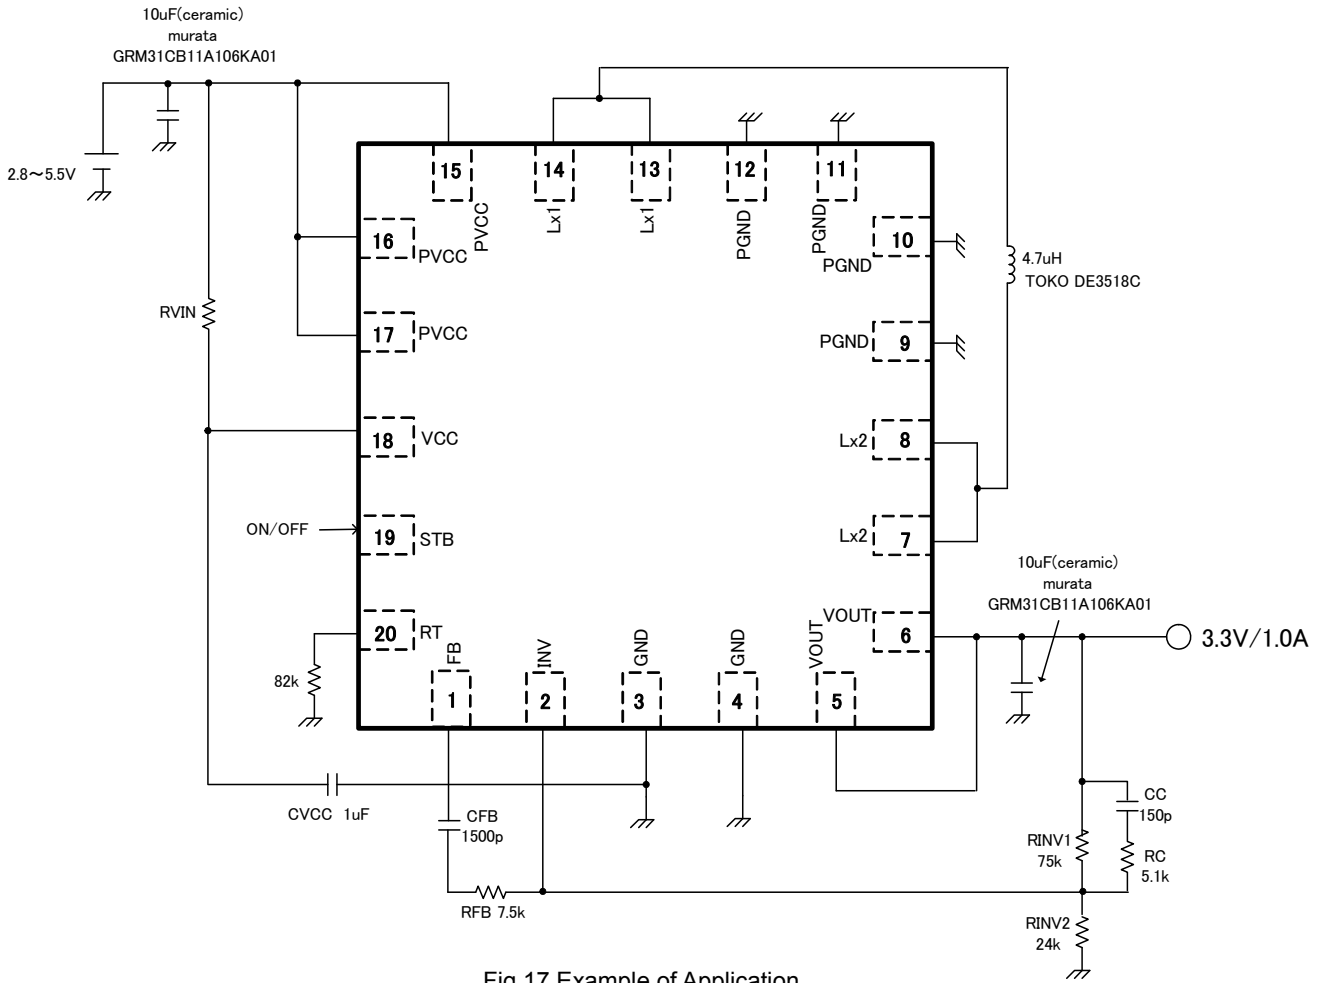 10uF(ceramic)
murata
GRM31CB11A106KA01
2.8～5.5V
15
PVCC
14
Lx1
13
Lx1
12
PGND
11
PGND
10
PGND
16
PVCC
4.7uH
TOKO DE3518C
RVIN
17
PVCC
PGND
9
18
VCC
Lx2
8
ON/OFF
19
STB
Lx2
7
10uF(ceramic)
murata
GRM31CB11A106KA01
20
RT
VOUT
6
3.3V/1.0A
82k
FB
1
INV
2
GND
3
GND
4
VOUT
5
CVCC 1uF
CFB
1500p
CC
150p
RINV1
75k
RC
5.1k
RFB 7.5k
RINV2
24k
Fig.17 Example of Application